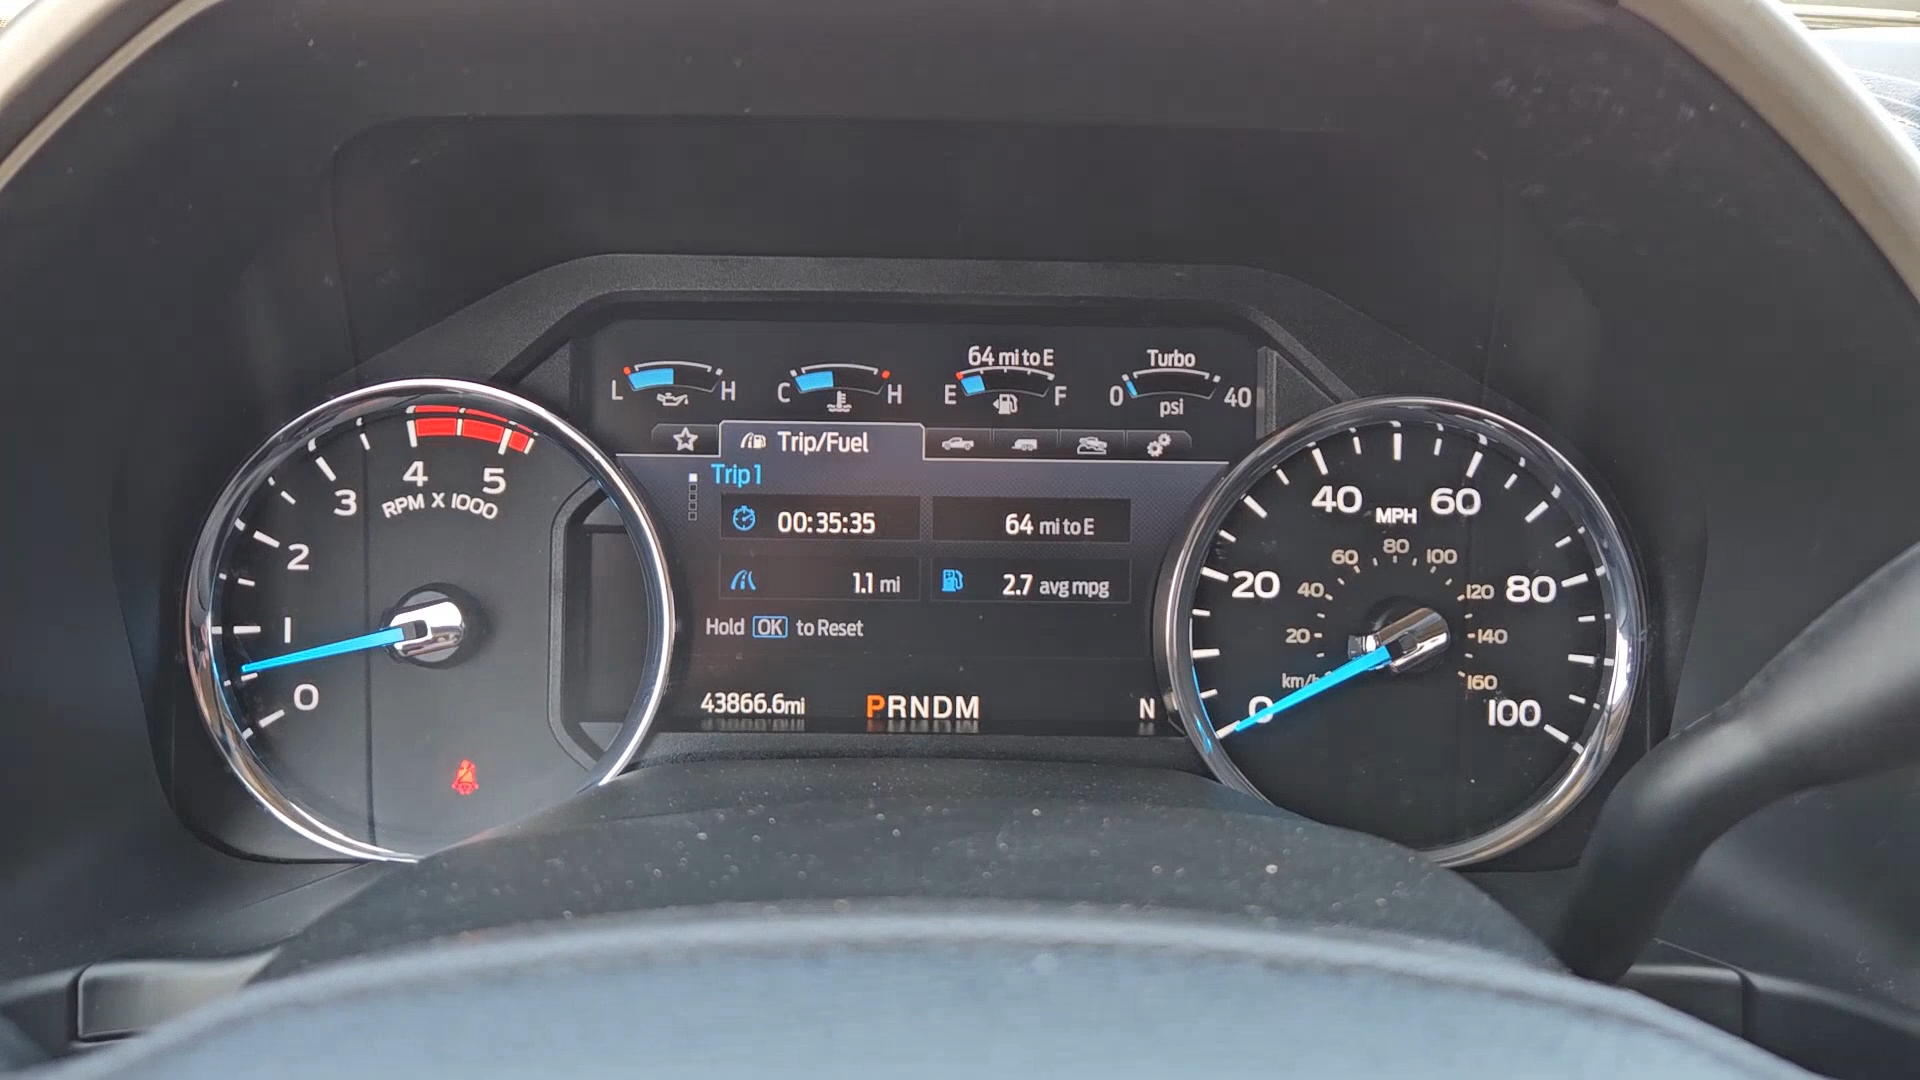 64 mi to E
Turbo
L H
C H
E F
0 40
psi
Trip/Fuel
Trip 1
00:35:35
64 mi to E
1.1 mi
2.7 avg mpg
Hold OK to Reset
43866.6mi
PRNDM
N
0
1
2
3
4
5
RPM X 1000
0
20
40
60
80
100
MPH
20
40
60
80
100
120
140
160
km/h